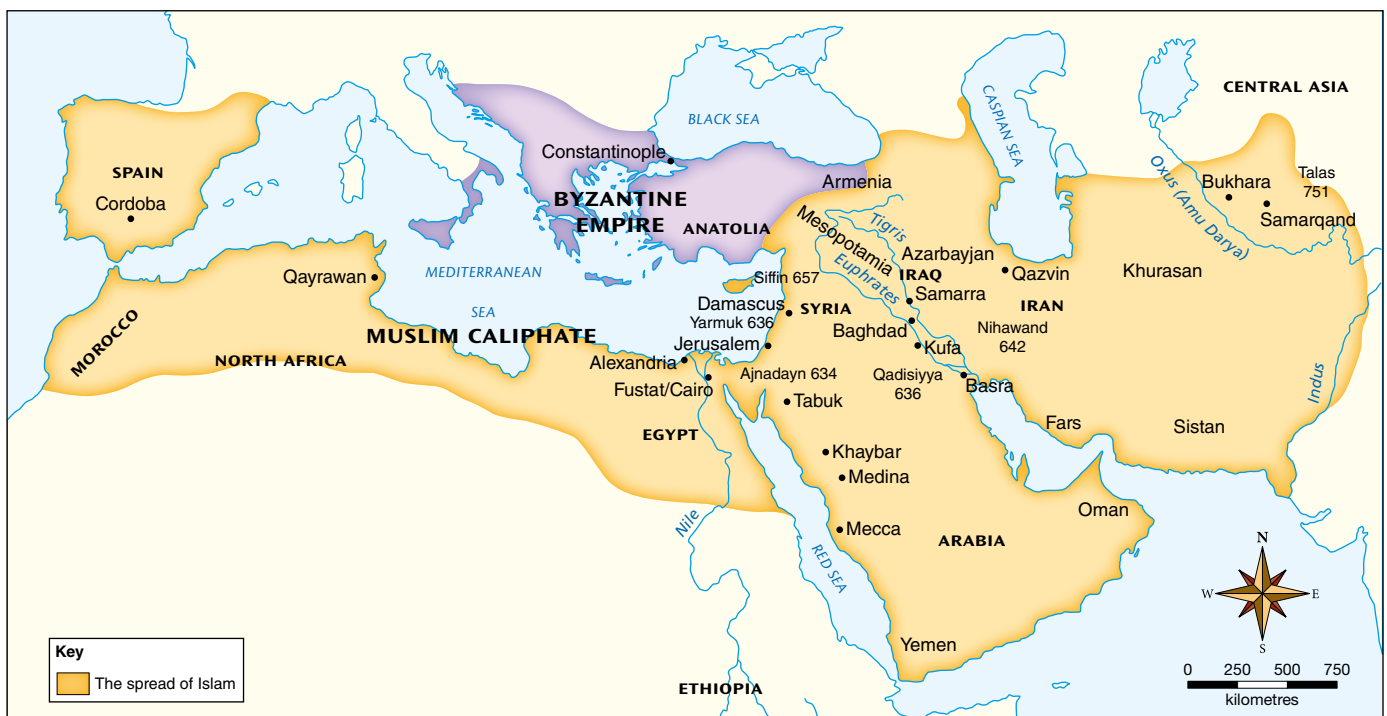 CENTRAL ASIA
BLACK SEA
CASPIAN SEA
Constantinople
SPAIN
Cordoba
BYZANTINE
EMPIRE
ANATOLIA
Armenia
Oxus (Amu Darya)
Bukhara
Talas
751
Samarqand
Mesopotamia
Tigris
Azarbayjan
Qayrawan
MEDITERRANEAN
SEA
Siffin 657
Euphrates
IRAQ
Qazvin
Khurasan
Samarra
IRAN
Damascus
SYRIA
Yarmuk 636
MOROCCO
NORTH AFRICA
MUSLIM CALIPHATE
Baghdad
Nihawand
642
Jerusalem
Kufa
Alexandria
Ajnadayn 634
Qadisiyya
636
Basra
Fustat/Cairo
Tabuk
Indus
EGYPT
Fars
Sistan
Khaybar
Medina
Nile
Mecca
Oman
RED SEA
ARABIA
N
W
E
S
Yemen
Key
The spread of Islam
ETHIOPIA
0 250 500 750
kilometres